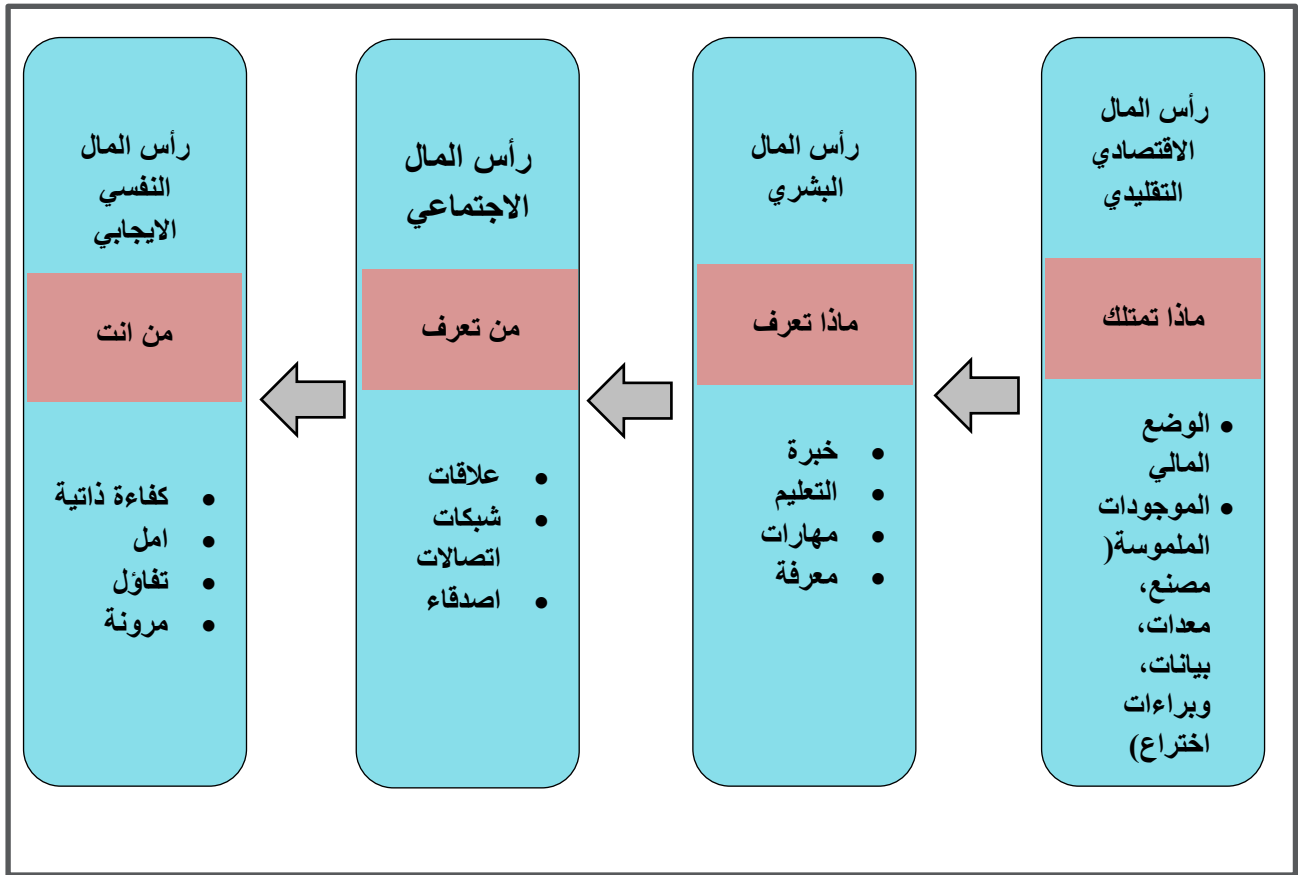 رأس المال
الاقتصادي
التقليدي
ماذا تمتلك
• الوضع
المالي
• الموجودات
الملموسة(
مصنع،
معدات،
بيانات،
وبراءات
اختراع)
رأس المال
البشري
ماذا تعرف
• خبرة
• التعليم
• مهارات
• معرفة
رأس المال
الاجتماعي
من تعرف
• علاقات
• شبكات
اتصالات
• اصدقاء
رأس المال
النفسي
الايجابي
من انت
• كفاءة ذاتية
• امل
• تفاؤل
• مرونة